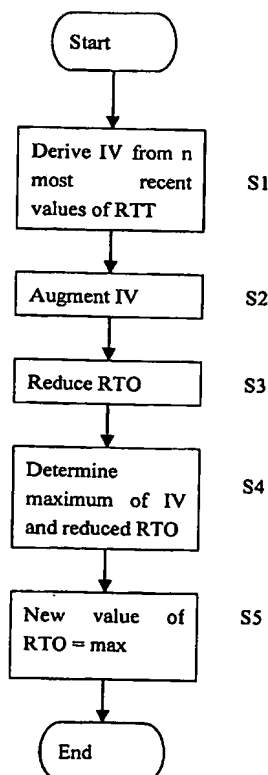 Start
Derive IV from n
most recent
values of RTT
S1
Augment IV
S2
Reduce RTO
S3
Determine
maximum of IV
and reduced RTO
S4
New value of
RTO = max
S5
End